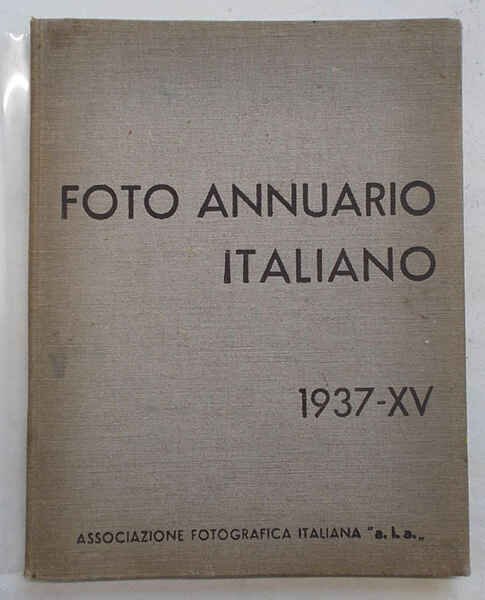 FOTO ANNUARIO
ITALIANO
1937-XV
ASSOCIAZIONE FOTOGRAFICA ITALIANA "a.i.a.„